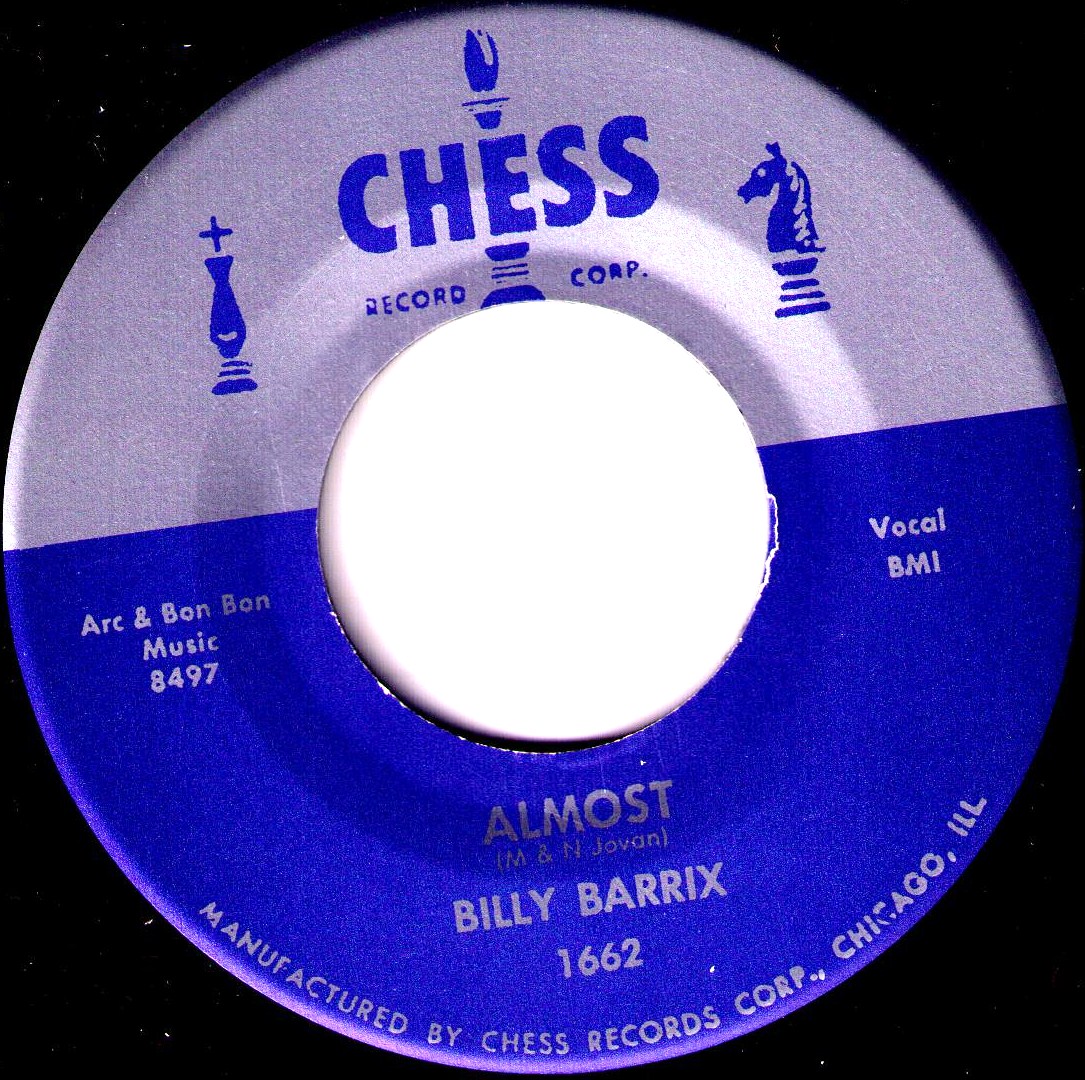 CHESS
RECORD CORP.
Vocal
BMI
Arc & Bon Bon
Music
8497
ALMOST
(M & N Jovan)
BILLY BARRIX
1662
MANUFACTURED BY CHESS RECORDS CORP., CHICAGO, ILL